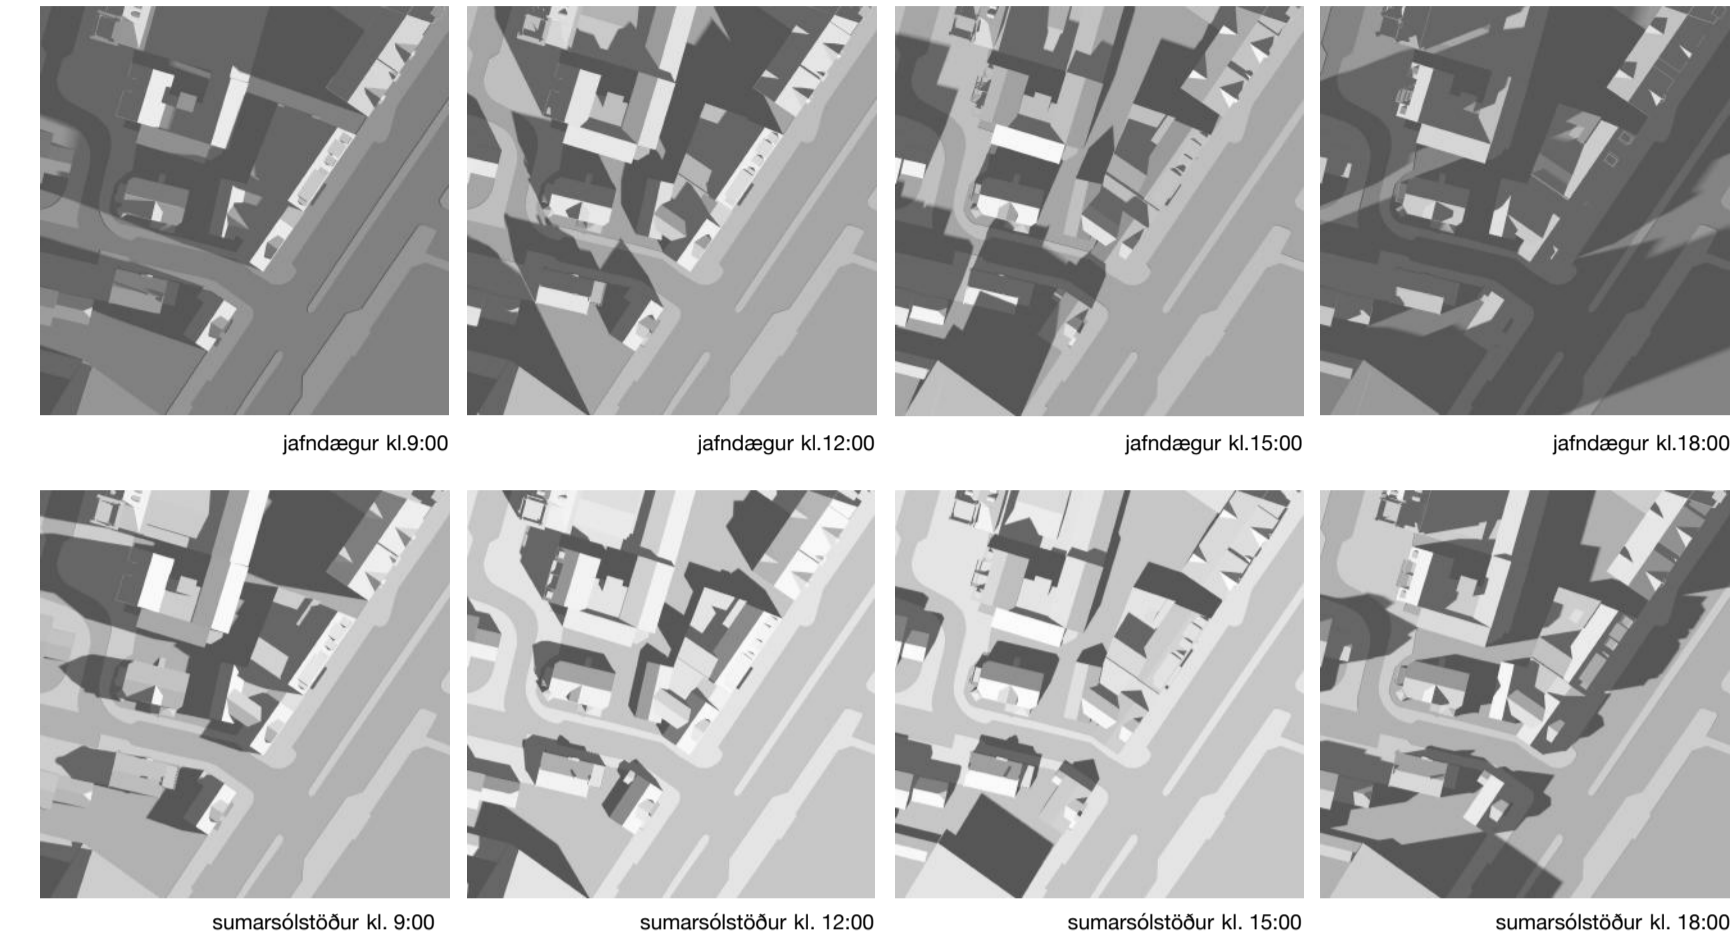 jafndægur kl.9:00
jafndægur kl.12:00
jafndægur kl.15:00
jafndægur kl.18:00
sumarsólstöður kl. 9:00
sumarsólstöður kl. 12:00
sumarsólstöður kl. 15:00
sumarsólstöður kl. 18:00